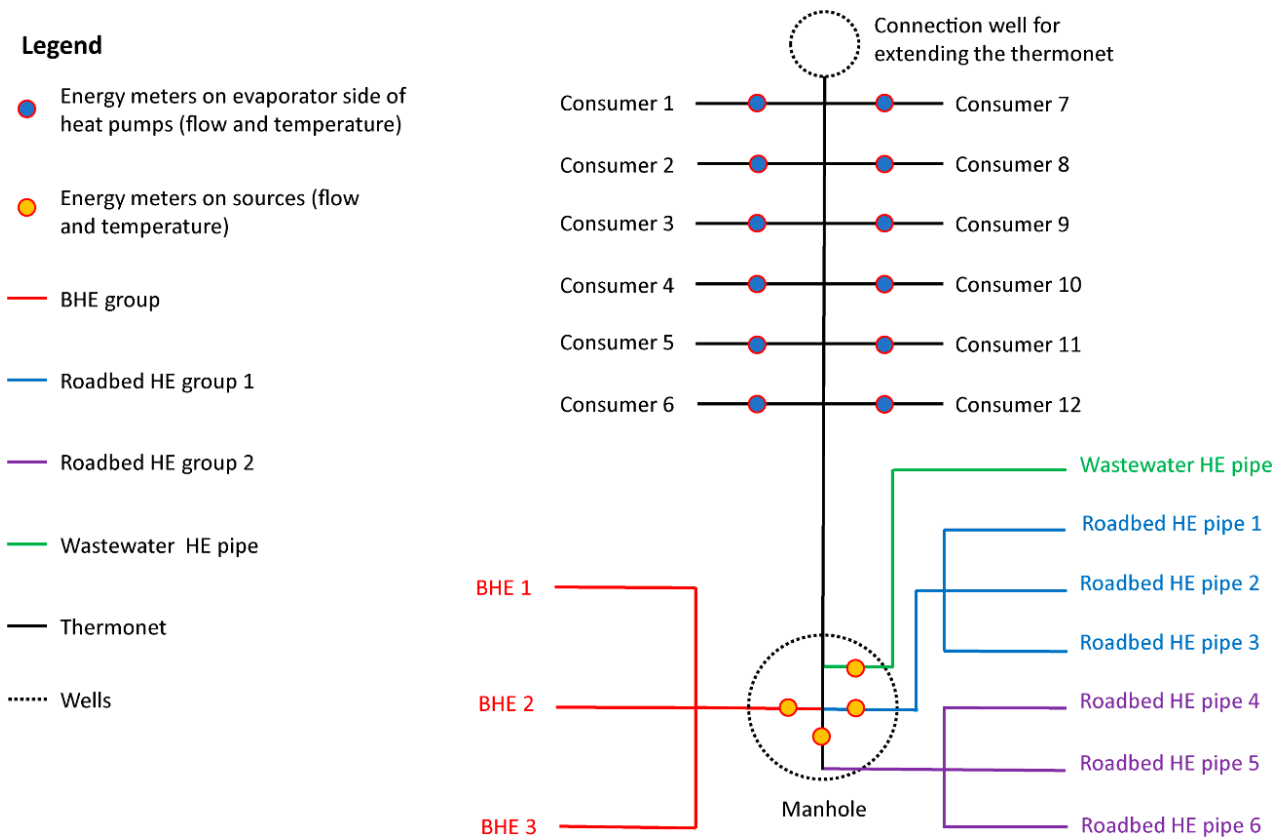 Legend
Energy meters on evaporator side of
heat pumps (flow and temperature)
Energy meters on sources (flow
and temperature)
BHE group
Roadbed HE group 1
Roadbed HE group 2
Wastewater  HE pipe
Thermonet
Wells
Connection well for
extending the thermonet
Consumer 1
Consumer 7
Consumer 2
Consumer 8
Consumer 3
Consumer 9
Consumer 4
Consumer 10
Consumer 5
Consumer 11
Consumer 6
Consumer 12
Wastewater HE pipe
Roadbed HE pipe 1
Roadbed HE pipe 2
Roadbed HE pipe 3
Roadbed HE pipe 4
Roadbed HE pipe 5
Roadbed HE pipe 6
BHE 1
BHE 2
BHE 3
Manhole